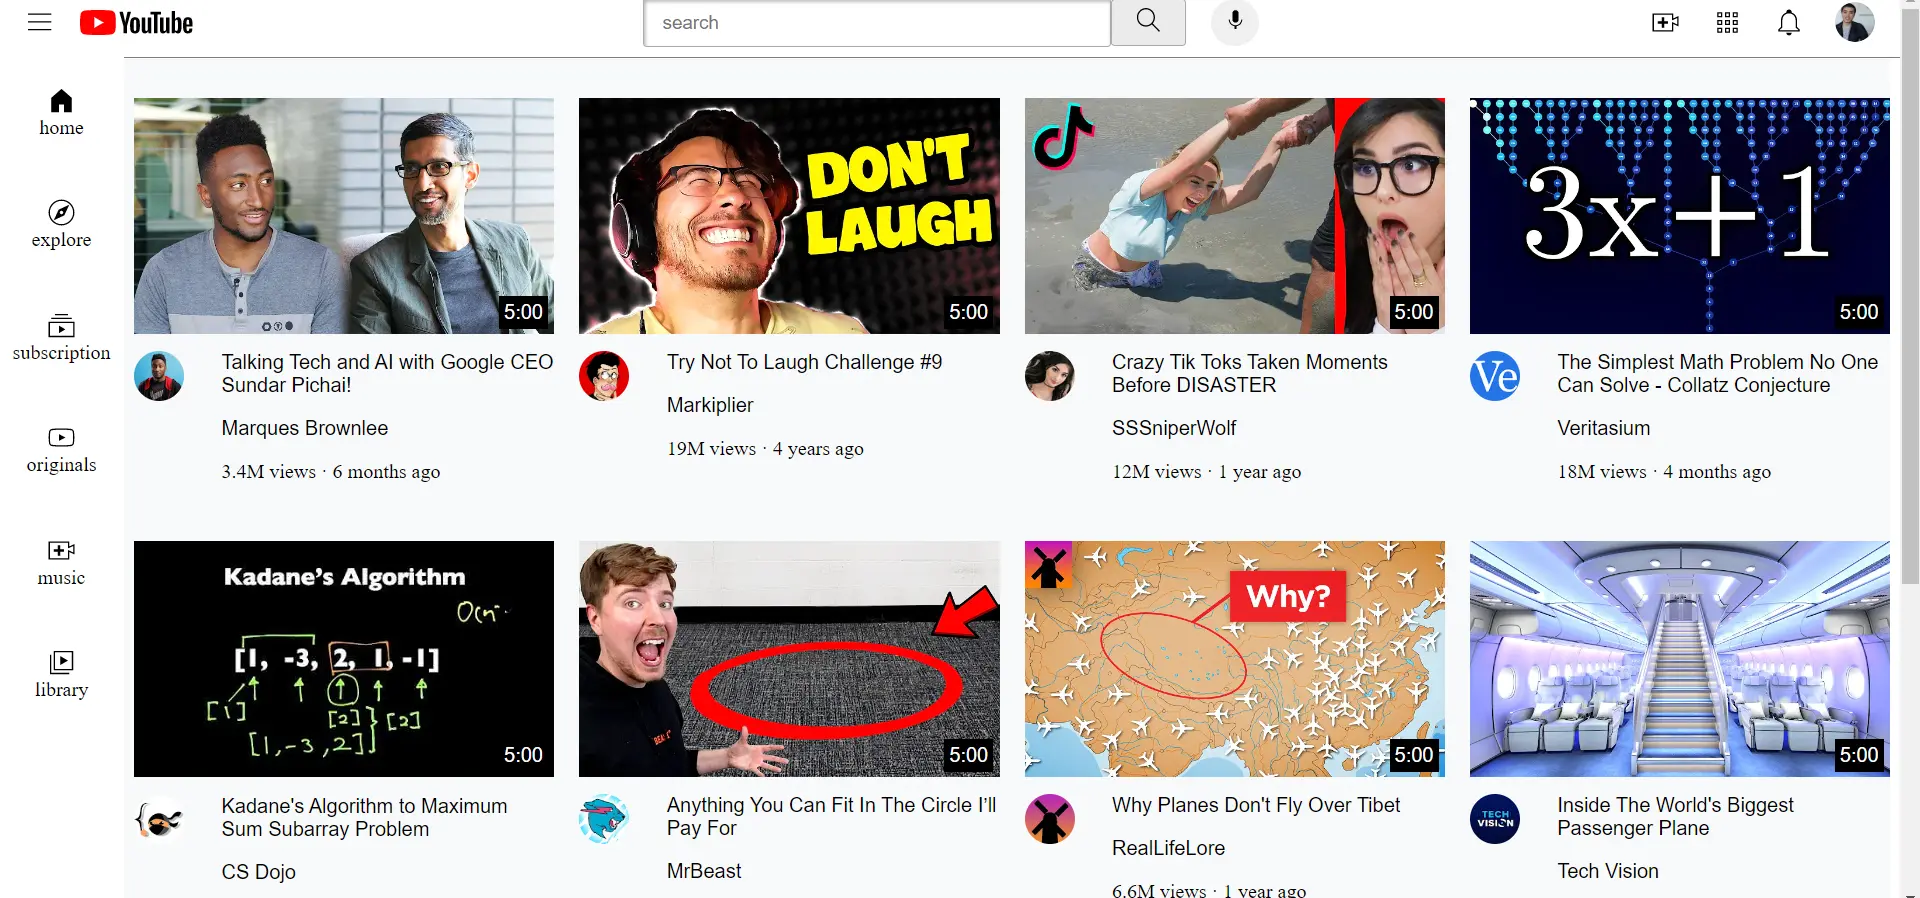 YouTube
search
home
explore
subscription
originals
music
library
DON'T
LAUGH
3x+1
5:00
5:00
5:00
5:00
Talking Tech and AI with Google CEO
Sundar Pichai!
Marques Brownlee
3.4M views · 6 months ago
Try Not To Laugh Challenge #9
Markiplier
19M views · 4 years ago
Crazy Tik Toks Taken Moments
Before DISASTER
SSSniperWolf
12M views · 1 year ago
Ve
The Simplest Math Problem No One
Can Solve - Collatz Conjecture
Veritasium
18M views · 4 months ago
Kadane's Algorithm
[1, -3, 2, 1, -1]
[1]
[2]
[2]
[1, -3, 2]
5:00
5:00
Why?
5:00
5:00
Kadane's Algorithm to Maximum
Sum Subarray Problem
CS Dojo
Anything You Can Fit In The Circle I'll
Pay For
MrBeast
Why Planes Don't Fly Over Tibet
RealLifeLore
6.6M views · 1 year ago
TECH
VISION
Inside The World's Biggest
Passenger Plane
Tech Vision